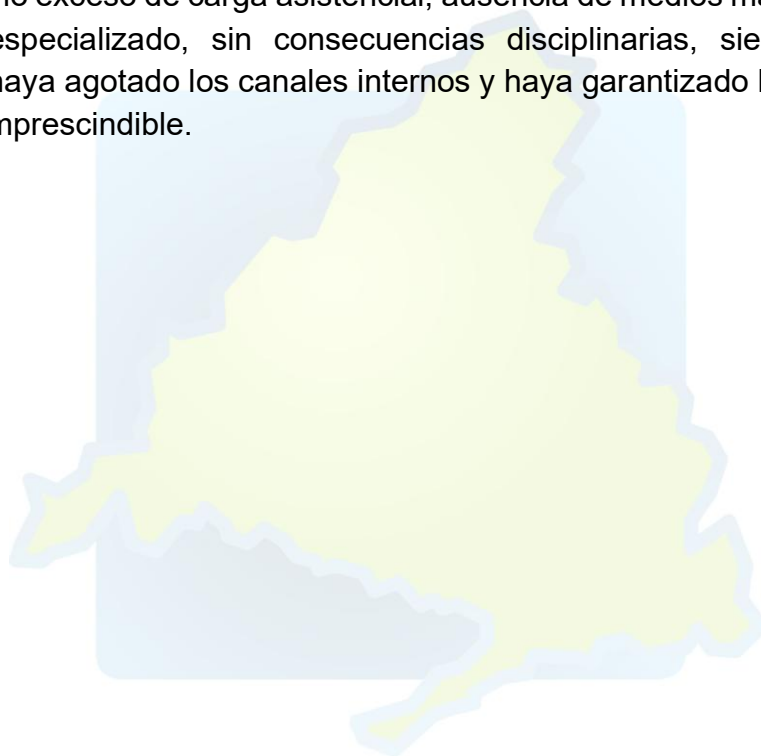 exceso de carga asistencial, ausencia de medios
especializado, sin consecuencias disciplinarias,
haya agotado los canales internos y haya garantizado
imprescindible.